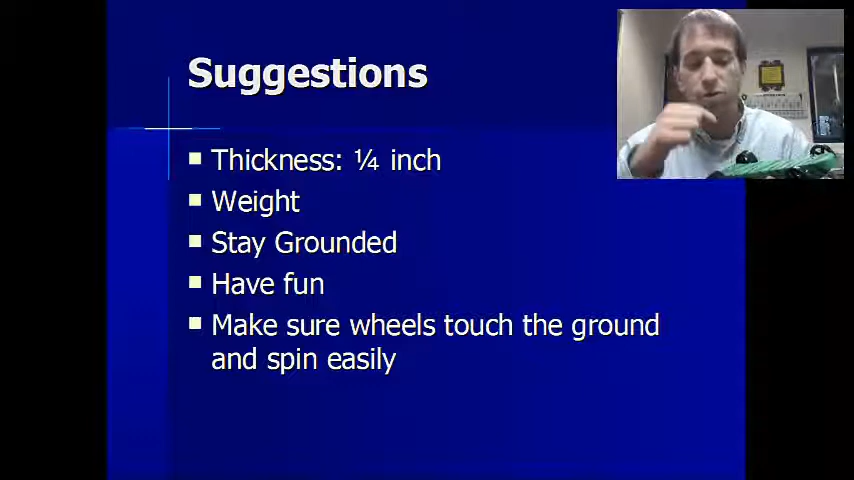 Suggestions
Thickness: ¼ inch
Weight
Stay Grounded
Have fun
Make sure wheels touch the ground
and spin easily